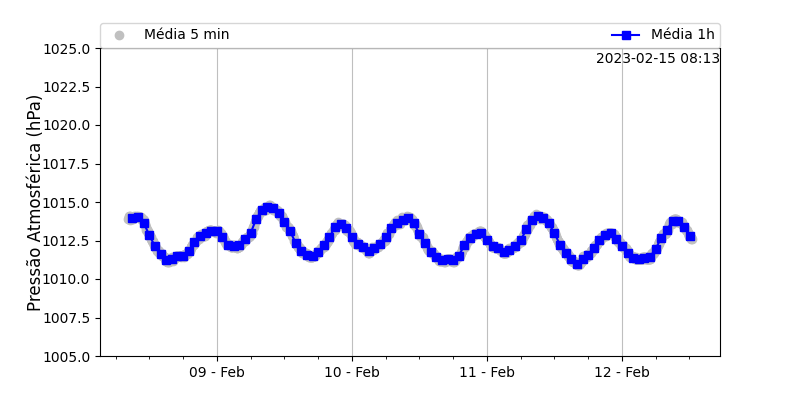 Média 5 min
Média 1h
2023-02-15 08:13
Pressão Atmosférica (hPa)
1025.0
1022.5
1020.0
1017.5
1015.0
1012.5
1010.0
1007.5
1005.0
09 - Feb
10 - Feb
11 - Feb
12 - Feb